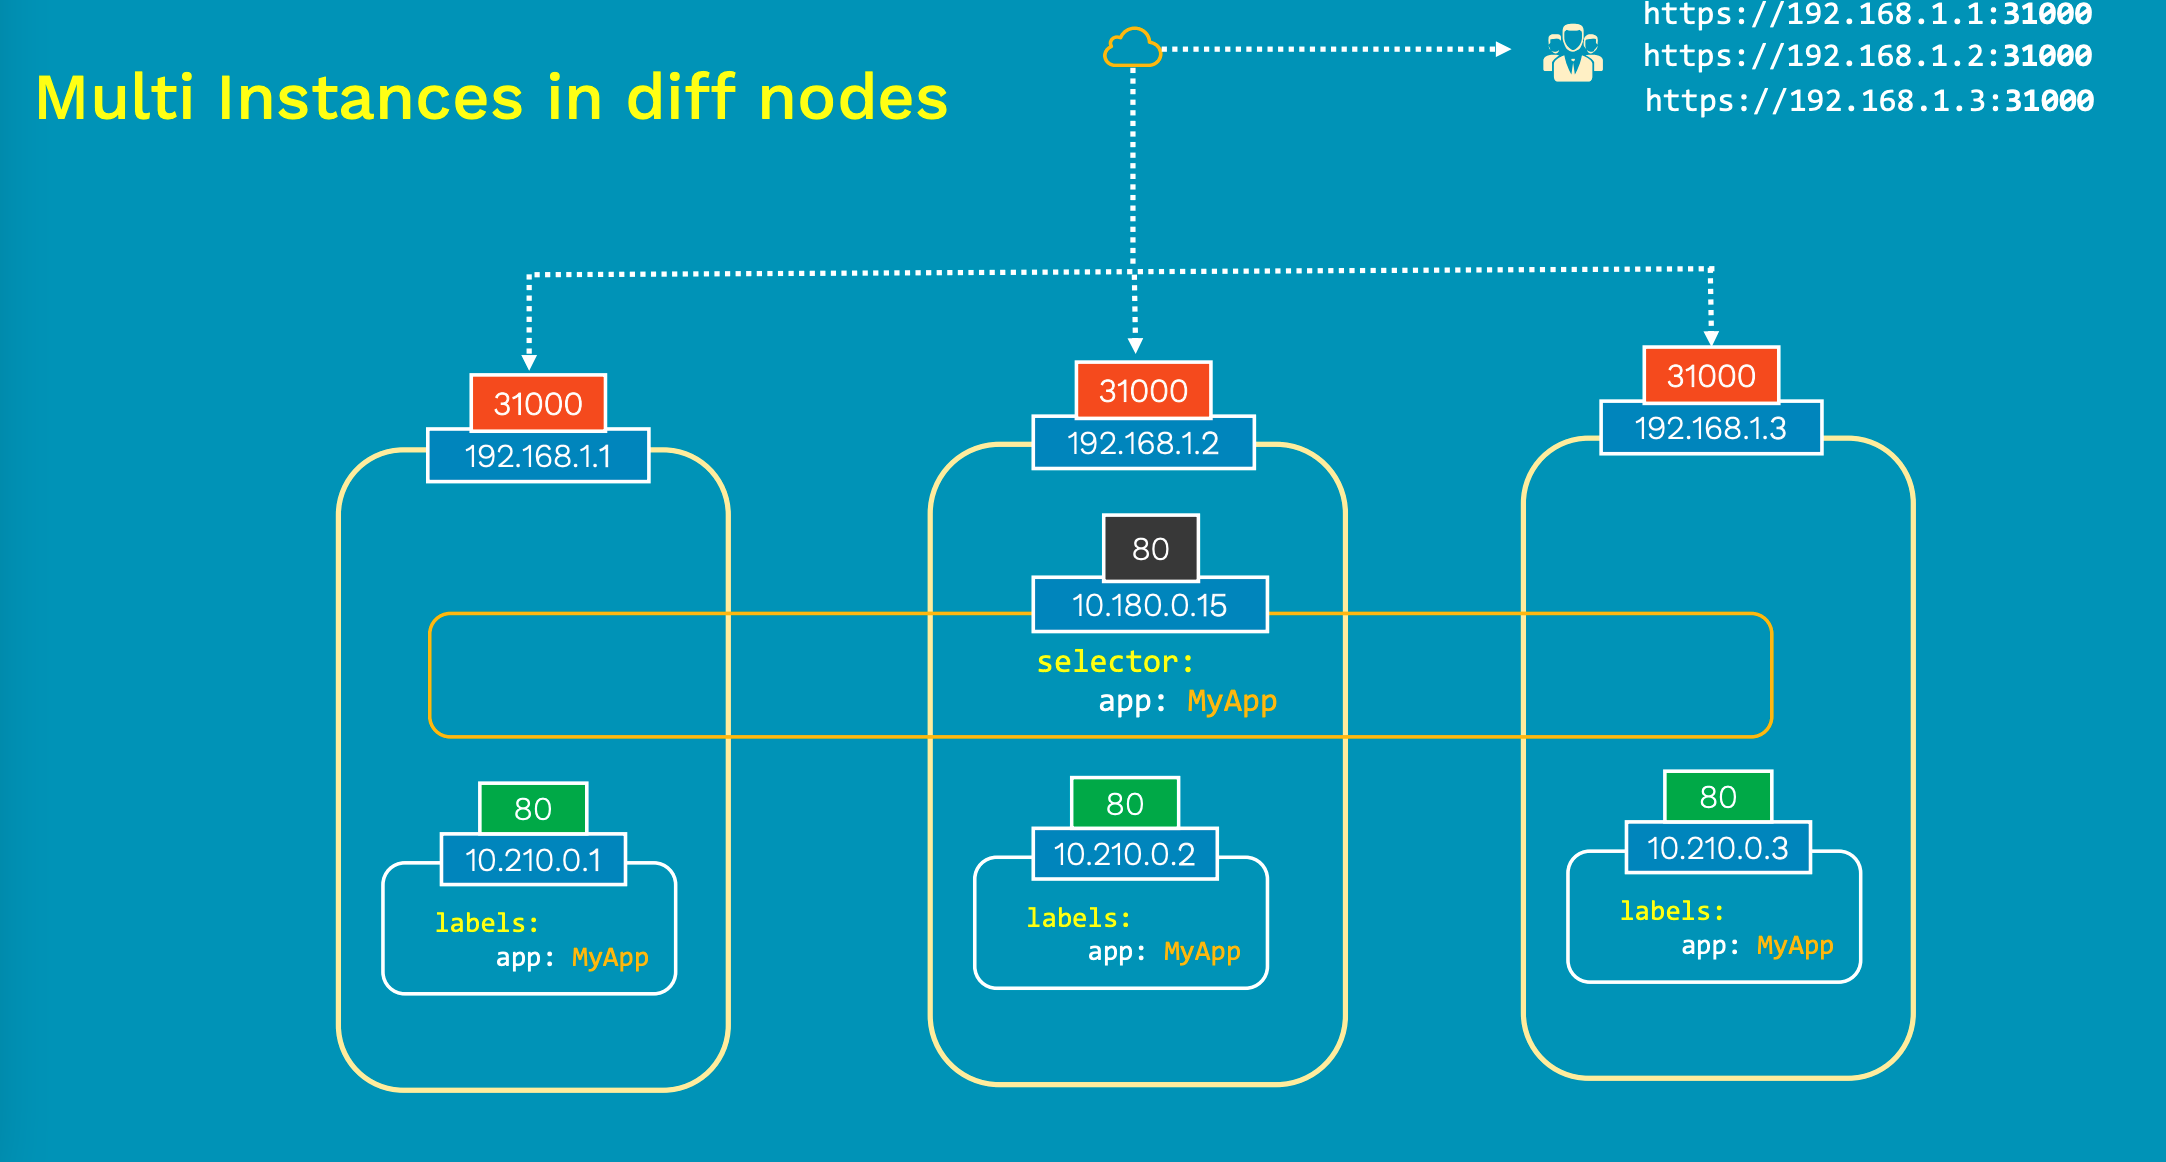 https://192.168.1.1:31000
https://192.168.1.2:31000
https://192.168.1.3:31000
Multi Instances in diff nodes
31000
192.168.1.1
31000
192.168.1.2
31000
192.168.1.3
80
10.180.0.15
selector:
app: MyApp
80
10.210.0.1
labels:
app: MyApp
80
10.210.0.2
labels:
app: MyApp
80
10.210.0.3
labels:
app: MyApp